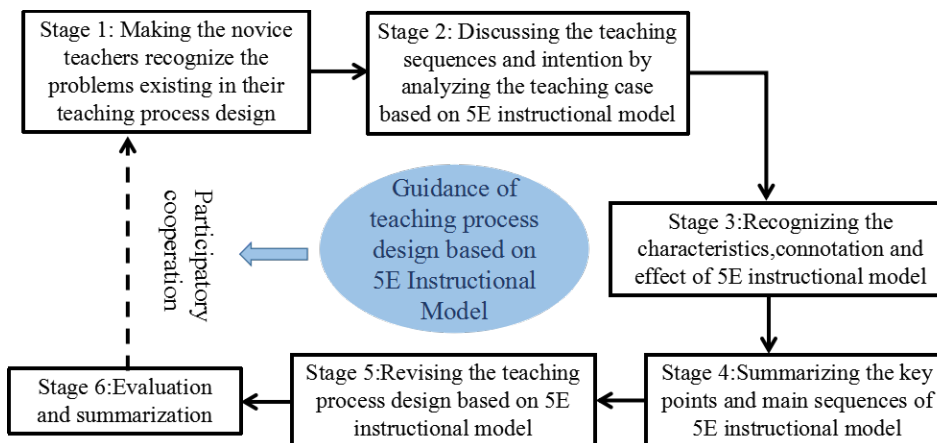 Stage 1: Making the novice
teachers recognize the
problems existing in their
teaching process design
Stage 2: Discussing the teaching
sequences and intention by
analyzing the teaching case
based on 5E instructional model
Stage 3:Recognizing the
characteristics,connotation and
effect of 5E instructional model
Stage 4:Summarizing the key
points and main sequences of
5E instructional model
Stage 5:Revising the teaching
process design based on 5E
instructional model
Stage 6:Evaluation
and summarization
Participatory
cooperation
Guidance of
teaching process
design based on
5E Instructional
Model